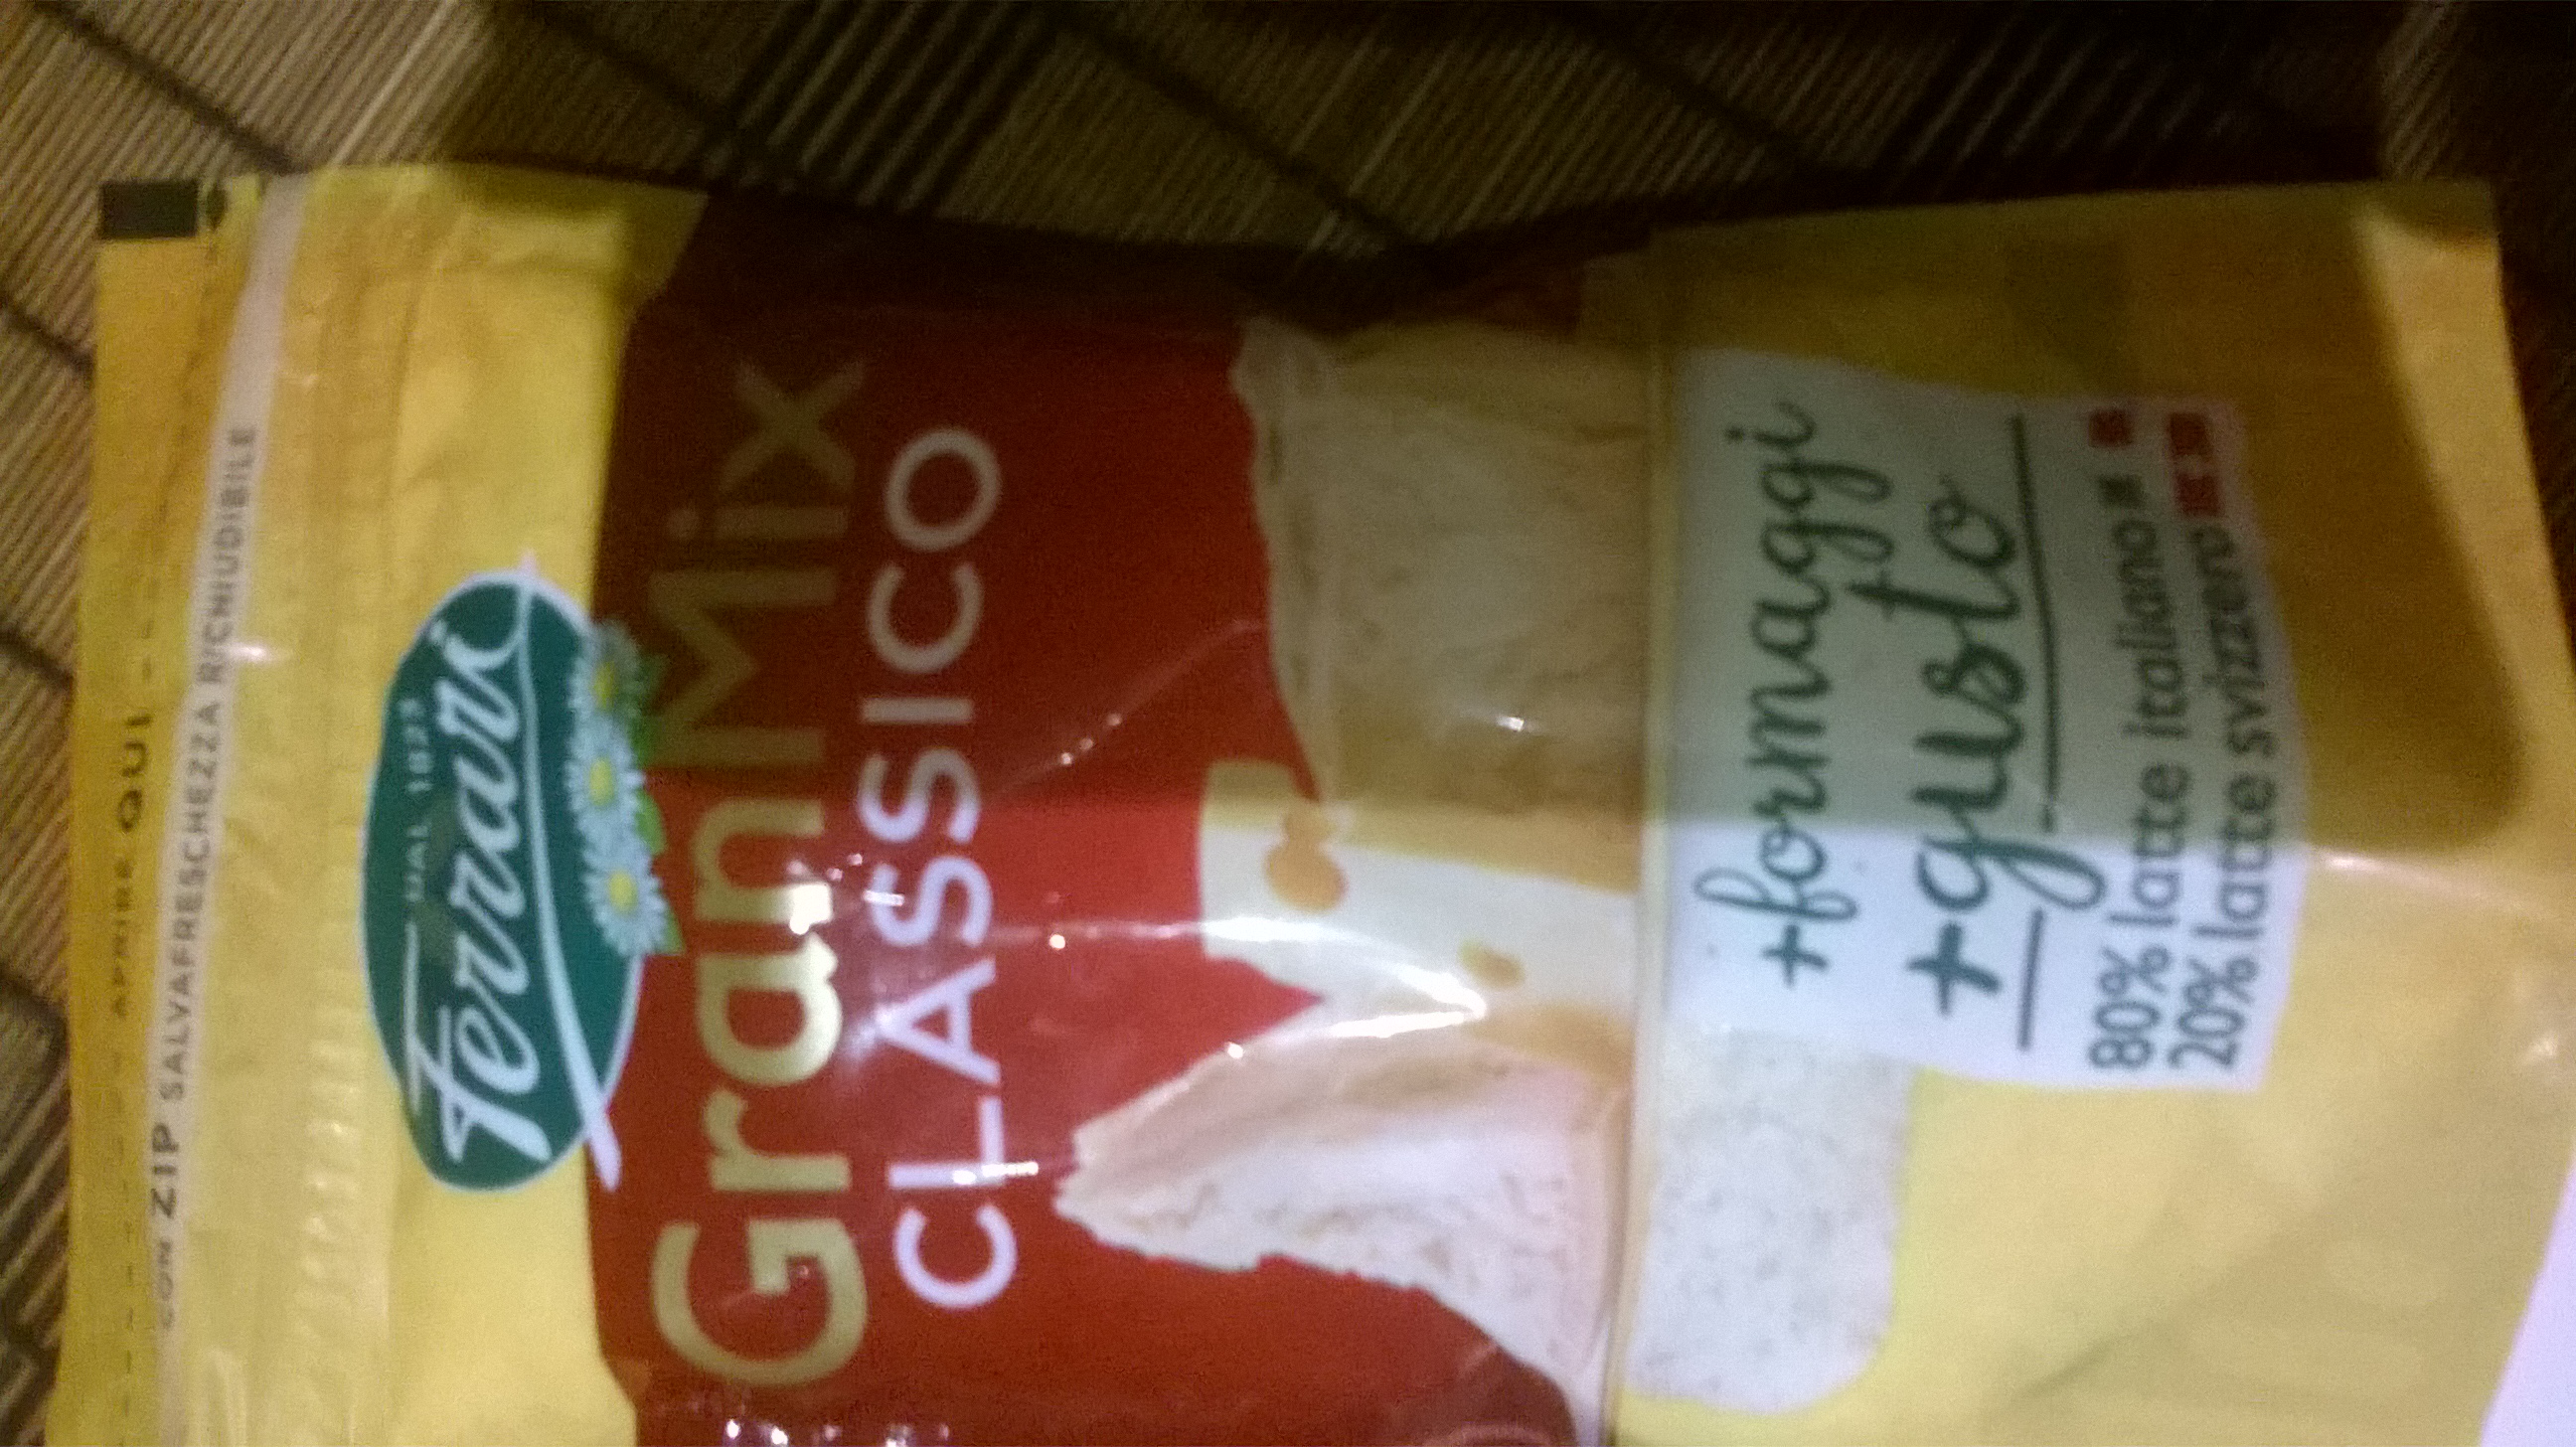 APRIRE QUI
CON ZIP SALVAFRESCHEZZA RICHIUDIBILE
DAL 1823
Ferrari
GranMix
CLASSICO
+formaggi
+gusto
80% latte italiano
20% latte svizzero